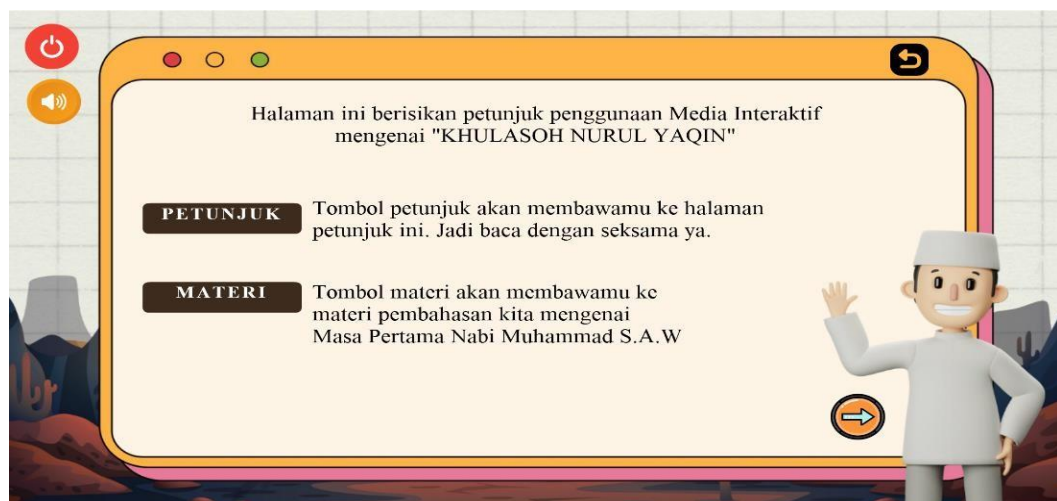 Halaman ini berisikan petunjuk penggunaan Media Interaktif
mengenai "KHULASOH NURUL YAQIN"
PETUNJUK
Tombol petunjuk akan membawamu ke halaman
petunjuk ini. Jadi baca dengan seksama ya.
MATERI
Tombol materi akan membawamu ke
materi pembahasan kita mengenai
Masa Pertama Nabi Muhammad S.A.W